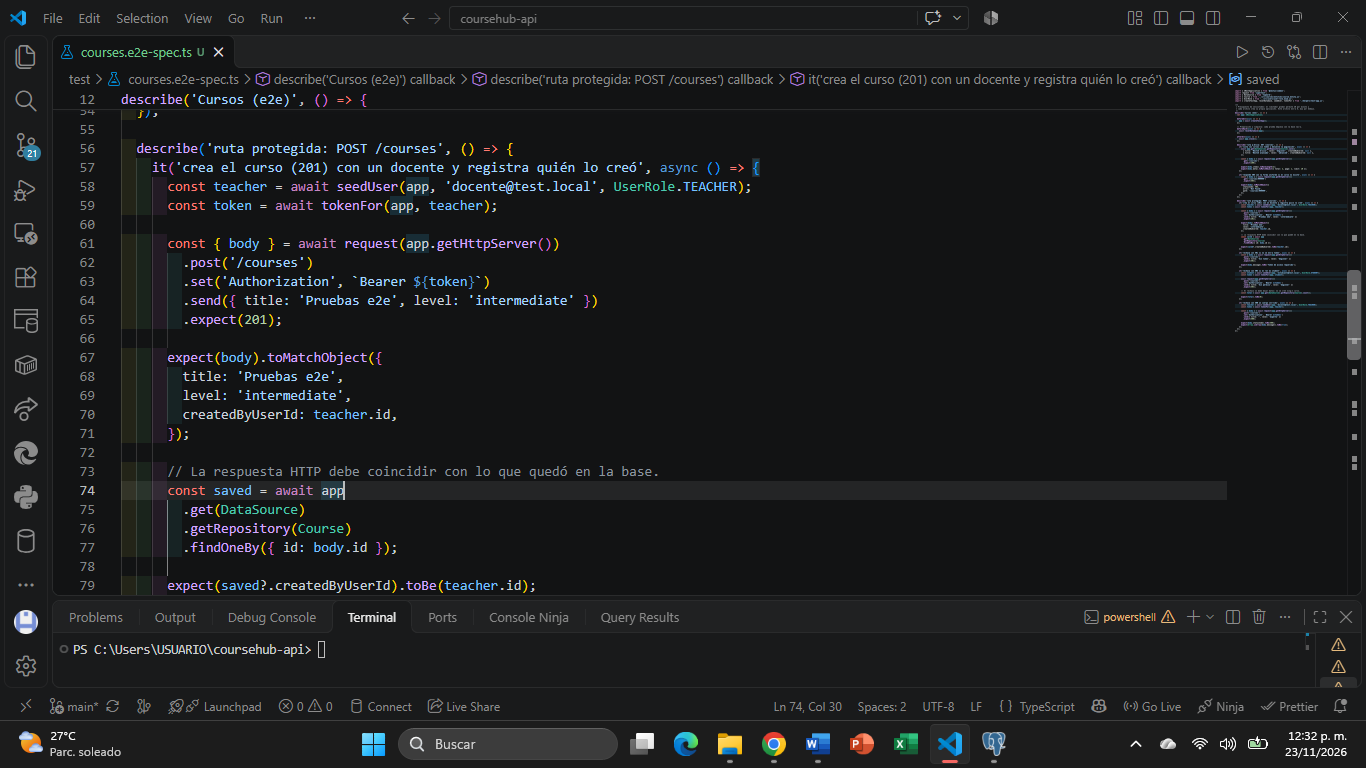 File Edit Selection View Go Run ··· coursehub-api
courses.e2e-spec.ts U
test > courses.e2e-spec.ts > describe('Cursos (e2e)') callback > describe('ruta protegida: POST /courses') callback > it('crea el curso (201) con un docente y registra quién lo creó') callback > saved
12 describe('Cursos (e2e)', () => {
54 });
55
56 describe('ruta protegida: POST /courses', () => {
57 it('crea el curso (201) con un docente y registra quién lo creó', async () => {
58 const teacher = await seedUser(app, 'docente@test.local', UserRole.TEACHER);
59 const token = await tokenFor(app, teacher);
60
61 const { body } = await request(app.getHttpServer())
62 .post('/courses')
63 .set('Authorization', `Bearer ${token}`)
64 .send({ title: 'Pruebas e2e', level: 'intermediate' })
65 .expect(201);
66
67 expect(body).toMatchObject({
68 title: 'Pruebas e2e',
69 level: 'intermediate',
70 createdByUserId: teacher.id,
71 });
72
73 // La respuesta HTTP debe coincidir con lo que quedó en la base.
74 const saved = await app
75 .get(DataSource)
76 .getRepository(Course)
77 .findOneBy({ id: body.id });
78
79 expect(saved?.createdByUserId).toBe(teacher.id);
21
Problems Output Debug Console Terminal Ports Console Ninja Query Results powershell
PS C:\Users\USUARIO\coursehub-api>
main* Launchpad 0 0 Connect Live Share Ln 74, Col 30 Spaces: 2 UTF-8 LF { } TypeScript Go Live Ninja Prettier
27°C
Parc. soleado
Buscar
12:32 p. m.
23/11/2026